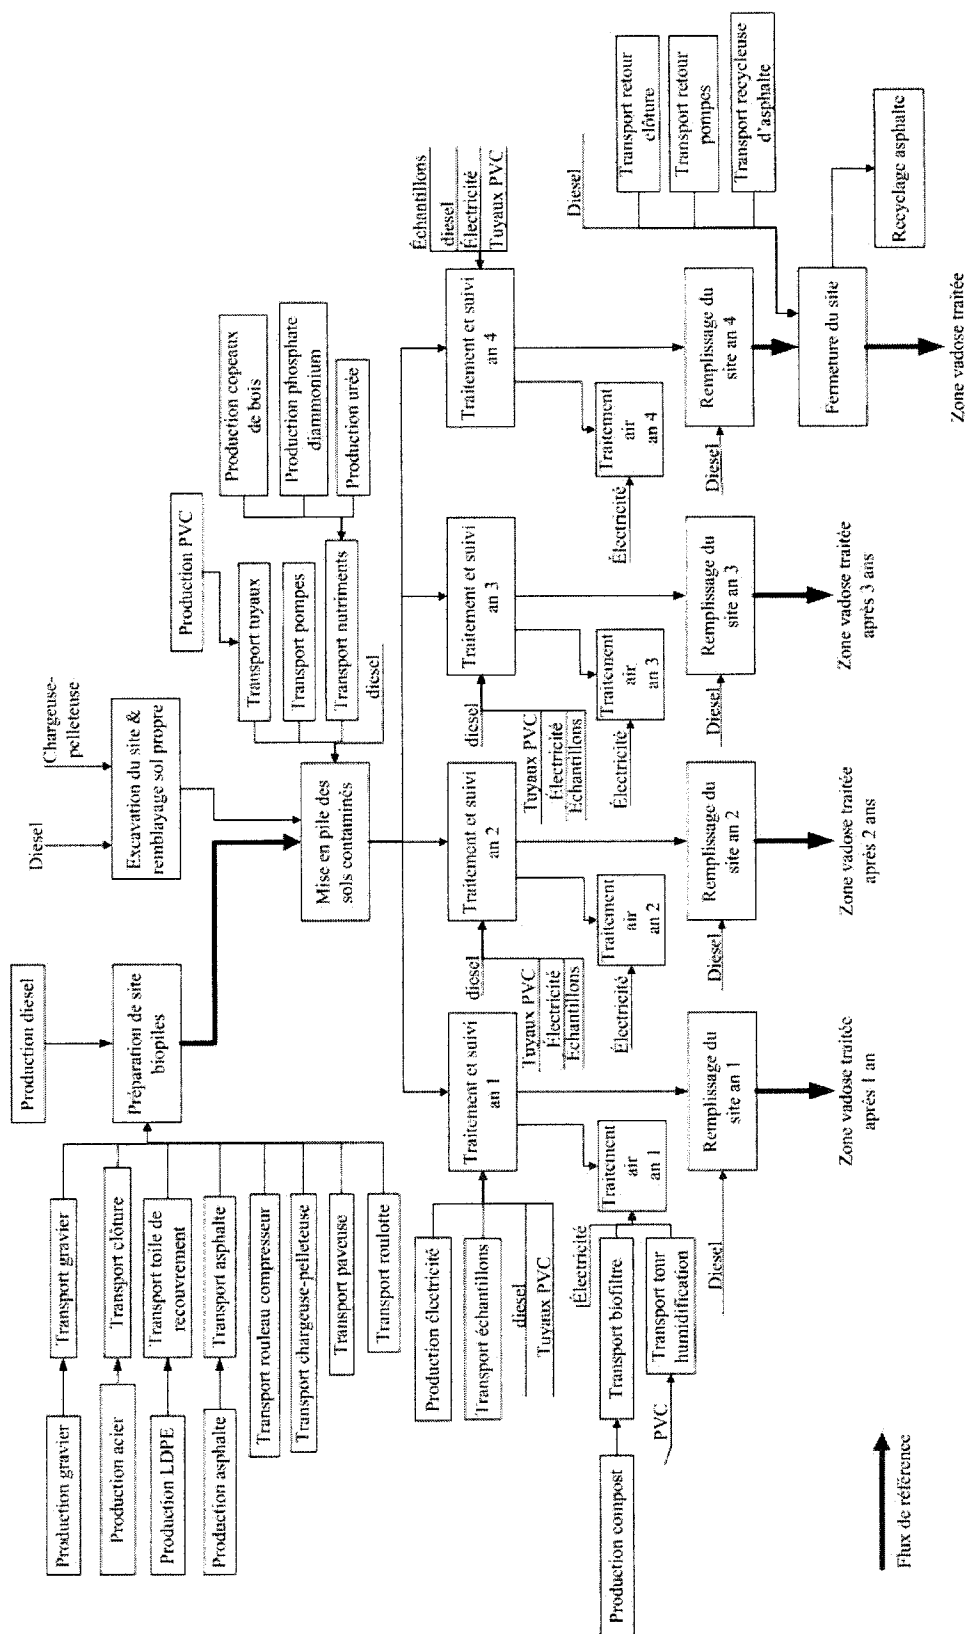 Production gravier
Transport gravier
Production acier
Transport clôture
Production LDPE
Transport toile de
recouvrement
Production asphalte
Transport asphalte
Transport rouleau compresseur
Transport chargeuse-pelleteuse
Transport paveuse
Transport roulotte
Production diesel
Préparation de site
biopiles
Diesel
Chargeuse-
pelleteuse
Excavation du site &
remblayage sol propre
Mise en pile des
sols contaminés
Production PVC
Transport tuyaux
Transport pompes
Transport nutriments
diesel
Production copeaux
de bois
Production phosphate
diammonium
Production urée
Production électricité
Transport échantillons
diesel
Tuyaux PVC
Traitement et suivi
an 1
diesel
Tuyaux PVC
Électricité
Echantillons
Traitement et suivi
an 2
diesel
Tuyaux PVC
Électricité
Échantillons
Traitement et suivi
an 3
Échantillons
diesel
Électricité
Tuyaux PVC
Traitement et suivi
an 4
Production compost
Électricité
Transport biofiltre
Transport tour
humidification
PVC
Traitement
air
an 1
Électricité
Traitement
air
an 2
Électricité
Traitement
air
an 3
Électricité
Traitement
air
an 4
Diesel
Remplissage du
site an 1
Diesel
Remplissage du
site an 2
Diesel
Remplissage du
site an 3
Diesel
Remplissage du
site an 4
Diesel
Transport retour
clôture
Transport retour
pompes
Transport recycleuse
d'asphalte
Fermeture du site
Recyclage asphalte
Zone vadose traitée
après 1 an
Zone vadose traitée
après 2 ans
Zone vadose traitée
après 3 ans
Zone vadose traitée
Flux de référence